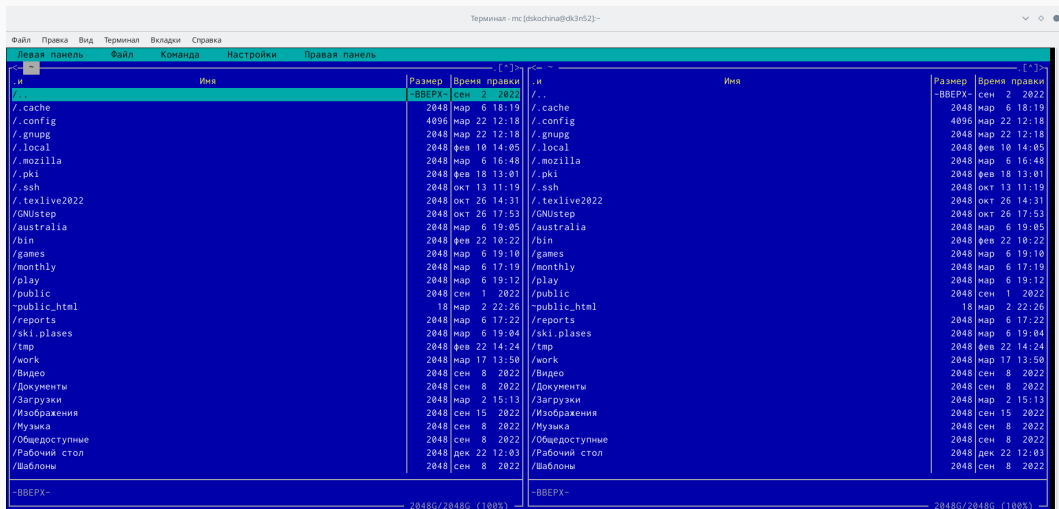 Терминал - mc [dskochina@dk3n52]:~
Файл Правка Вид Терминал Вкладки Справка
Левая панель Файл Команда Настройки Правая панель
<- ~ .[^]> <- ~ .[^]>
.и Имя Размер Время правки .и Имя Размер Время правки
/.. -ВВЕРХ- сен 2 2022 /.. -ВВЕРХ- сен 2 2022
/.cache 2048 мар 6 18:19 /.cache 2048 мар 6 18:19
/.config 4096 мар 22 12:18 /.config 4096 мар 22 12:18
/.gnupg 2048 мар 22 12:18 /.gnupg 2048 мар 22 12:18
/.local 2048 фев 10 14:05 /.local 2048 фев 10 14:05
/.mozilla 2048 мар 6 16:48 /.mozilla 2048 мар 6 16:48
/.pki 2048 фев 18 13:01 /.pki 2048 фев 18 13:01
/.ssh 2048 окт 13 11:19 /.ssh 2048 окт 13 11:19
/.texlive2022 2048 окт 26 14:31 /.texlive2022 2048 окт 26 14:31
/GNUstep 2048 окт 26 17:53 /GNUstep 2048 окт 26 17:53
/australia 2048 мар 6 19:05 /australia 2048 мар 6 19:05
/bin 2048 фев 22 10:22 /bin 2048 фев 22 10:22
/games 2048 мар 6 19:10 /games 2048 мар 6 19:10
/monthly 2048 мар 6 17:19 /monthly 2048 мар 6 17:19
/play 2048 мар 6 19:12 /play 2048 мар 6 19:12
/public 2048 сен 1 2022 /public 2048 сен 1 2022
~public_html 18 мар 2 22:26 ~public_html 18 мар 2 22:26
/reports 2048 мар 6 17:22 /reports 2048 мар 6 17:22
/ski.plases 2048 мар 6 19:04 /ski.plases 2048 мар 6 19:04
/tmp 2048 фев 22 14:24 /tmp 2048 фев 22 14:24
/work 2048 мар 17 13:50 /work 2048 мар 17 13:50
/Видео 2048 сен 8 2022 /Видео 2048 сен 8 2022
/Документы 2048 сен 8 2022 /Документы 2048 сен 8 2022
/Загрузки 2048 мар 2 15:13 /Загрузки 2048 мар 2 15:13
/Изображения 2048 сен 15 2022 /Изображения 2048 сен 15 2022
/Музыка 2048 сен 8 2022 /Музыка 2048 сен 8 2022
/Общедоступные 2048 сен 8 2022 /Общедоступные 2048 сен 8 2022
/Рабочий стол 2048 дек 22 12:03 /Рабочий стол 2048 дек 22 12:03
/Шаблоны 2048 сен 8 2022 /Шаблоны 2048 сен 8 2022
-ВВЕРХ- -ВВЕРХ-
2048G/2048G (100%) 2048G/2048G (100%)